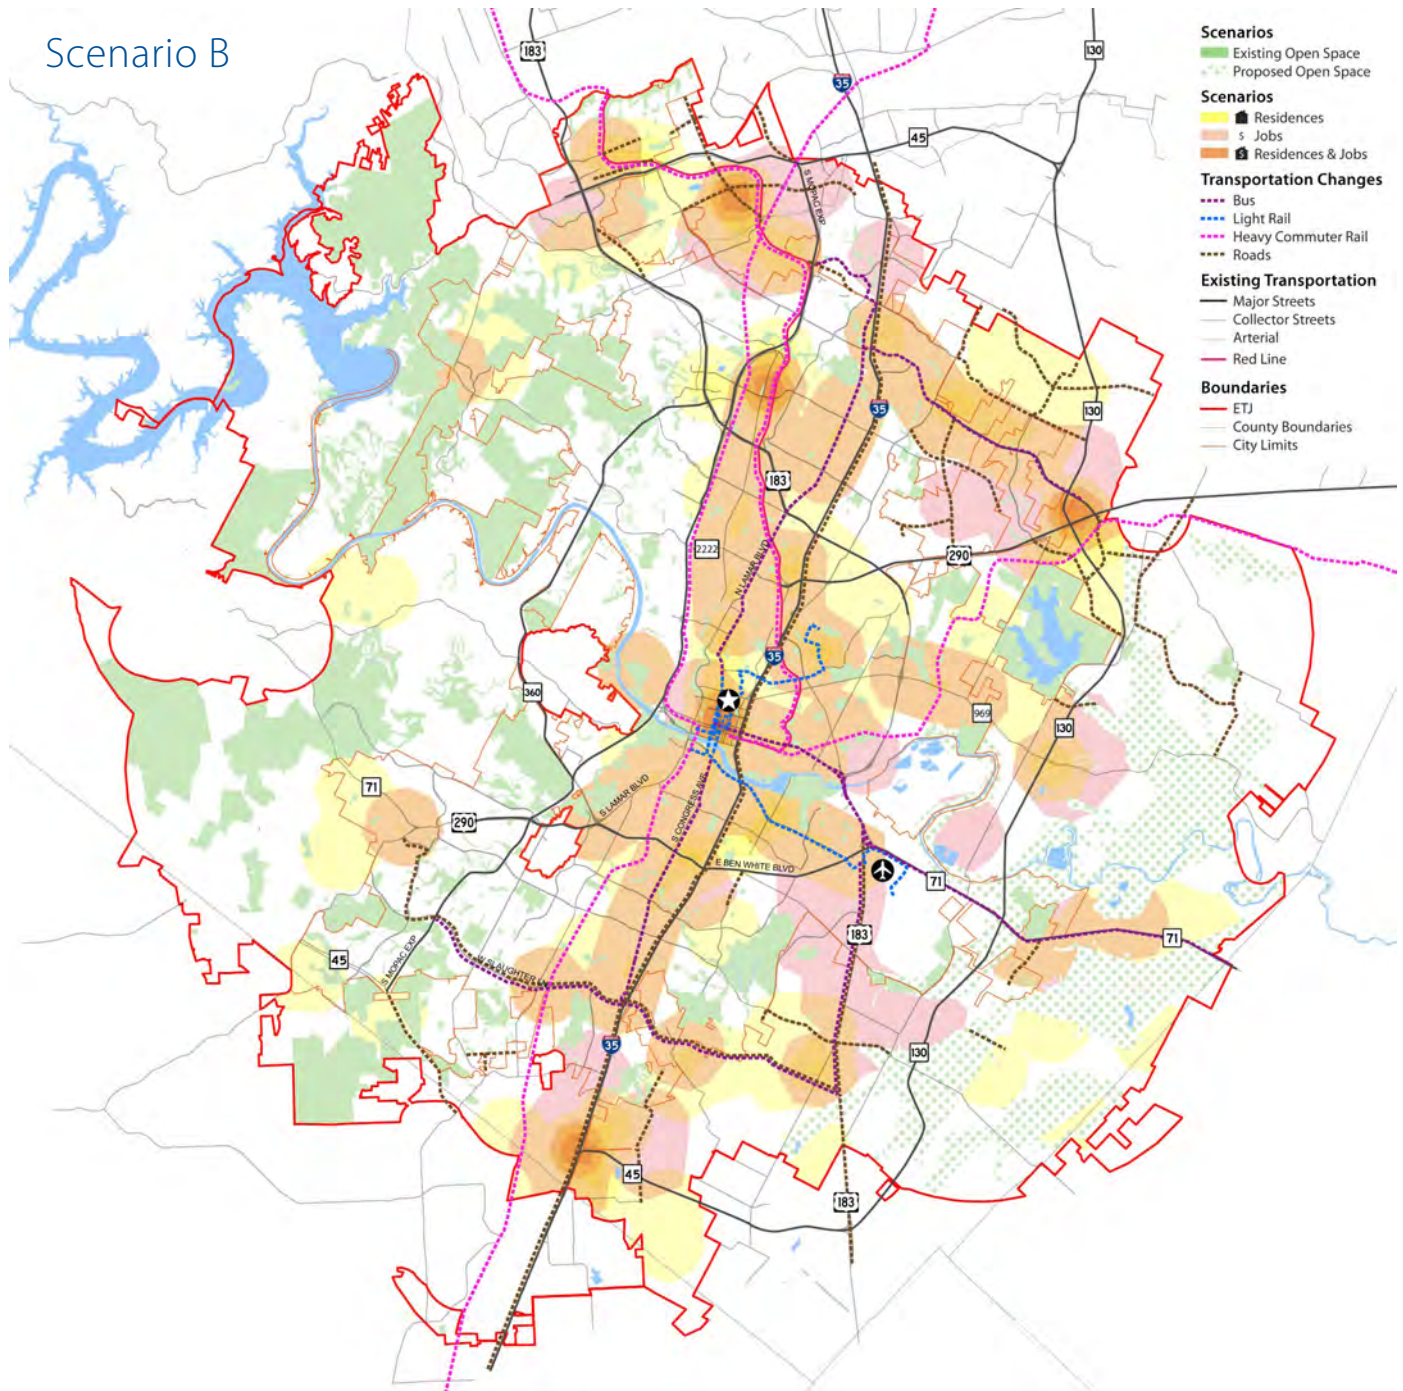 Scenario B
Scenarios
Existing Open Space
Proposed Open Space
Scenarios
Residences
$ Jobs
$ Residences & Jobs
Transportation Changes
Bus
Light Rail
Heavy Commuter Rail
Roads
Existing Transportation
Major Streets
Collector Streets
Arterial
Red Line
Boundaries
ETJ
County Boundaries
City Limits
183
35
130
45
S MOPAC EXP
35
130
183
2222
290
N LAMAR BLVD
35
360
969
130
71
290
S LAMAR BLVD
S CONGRESS AVE
E BEN WHITE BLVD
71
183
71
45
S MOPAC EXP
W SLAUGHTER LN
35
130
45
183